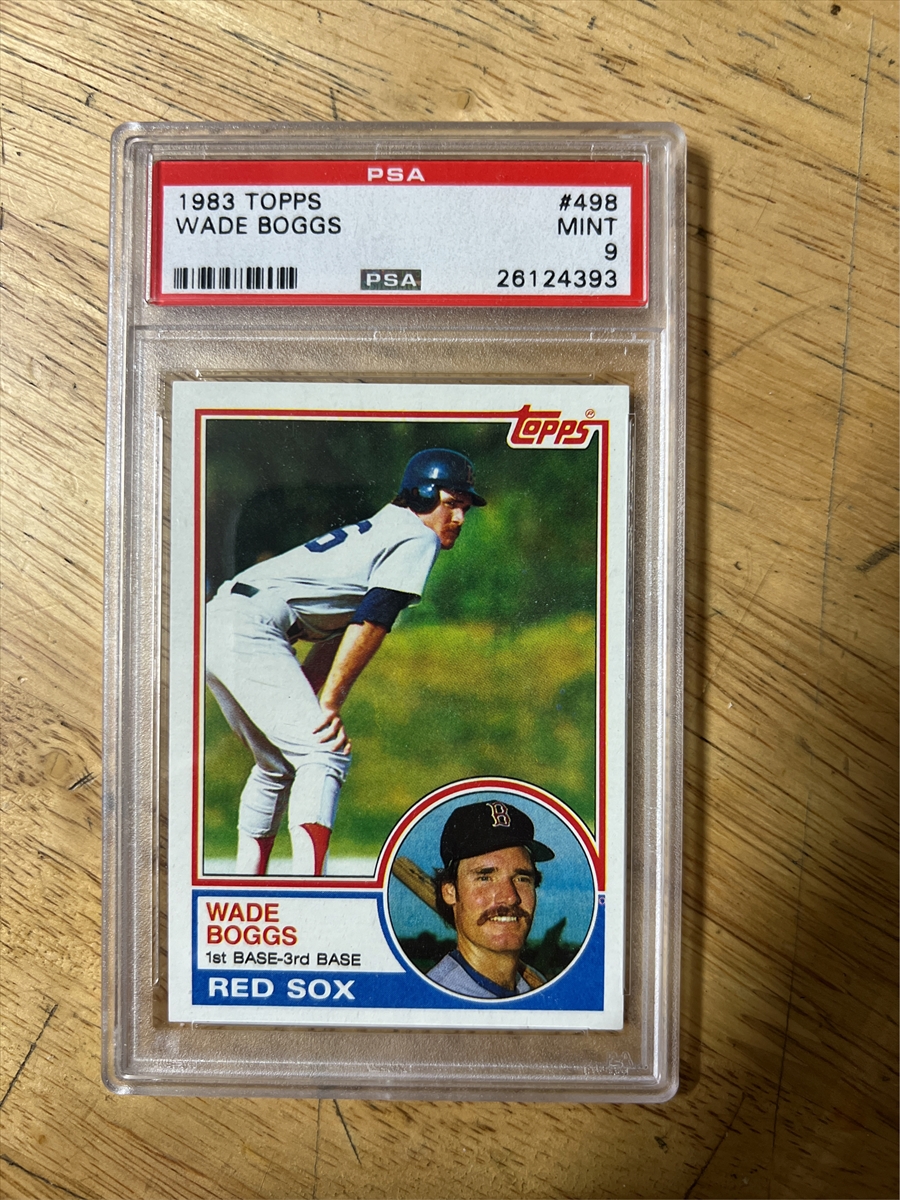 PSA
1983 TOPPS #498
WADE BOGGS MINT
9
PSA 26124393
Topps®
6
B
WADE
BOGGS
1st BASE-3rd BASE
RED SOX